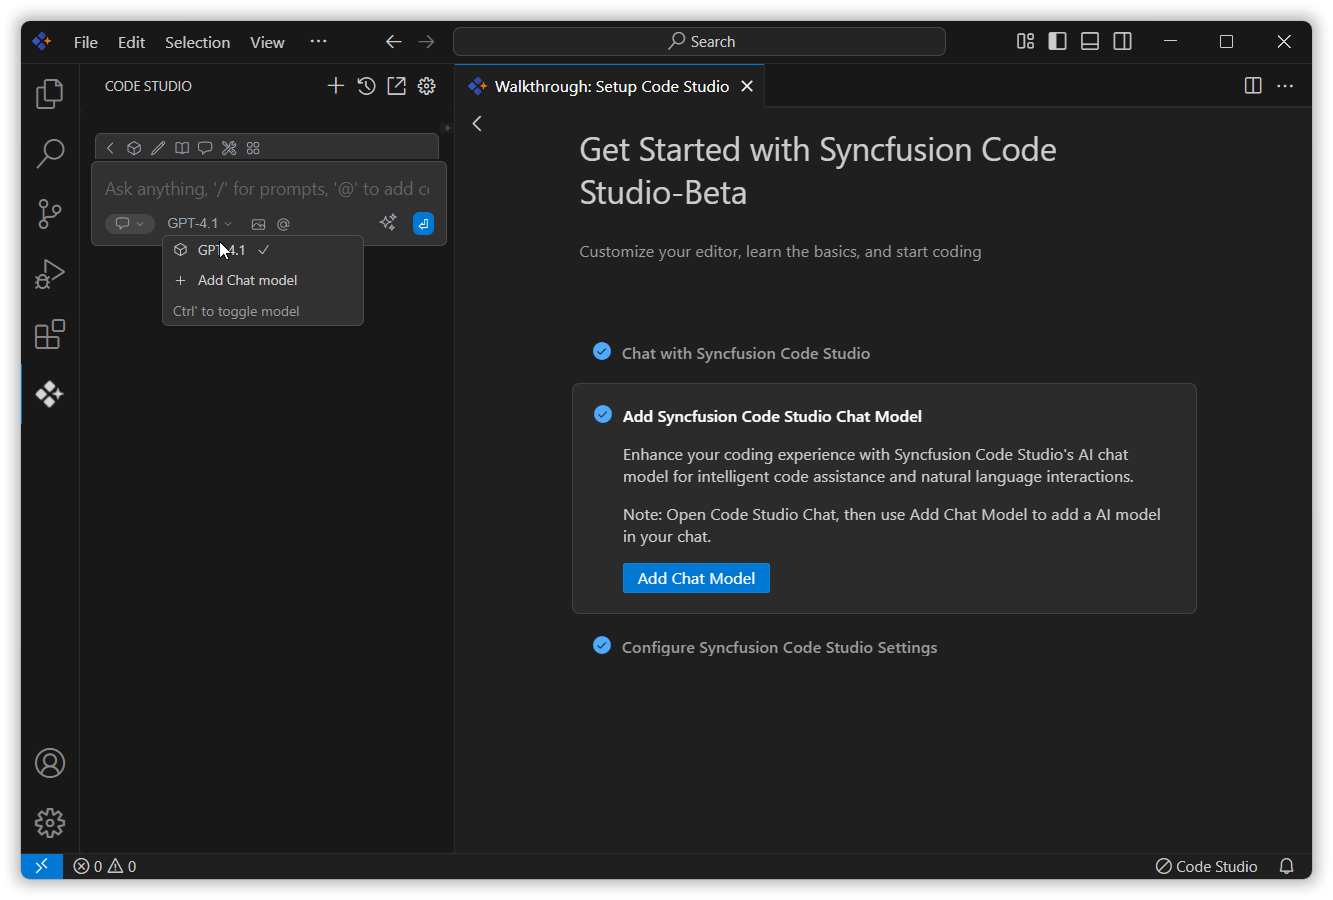 File Edit Selection View ...
Search
CODE STUDIO
Walkthrough: Setup Code Studio
Ask anything, '/' for prompts, '@' to add co
GPT-4.1
GPT-4.1
+ Add Chat model
Ctrl' to toggle model
Get Started with Syncfusion Code
Studio-Beta
Customize your editor, learn the basics, and start coding
Chat with Syncfusion Code Studio
Add Syncfusion Code Studio Chat Model
Enhance your coding experience with Syncfusion Code Studio's AI chat
model for intelligent code assistance and natural language interactions.
Note: Open Code Studio Chat, then use Add Chat Model to add a AI model
in your chat.
Add Chat Model
Configure Syncfusion Code Studio Settings
0 0
Code Studio